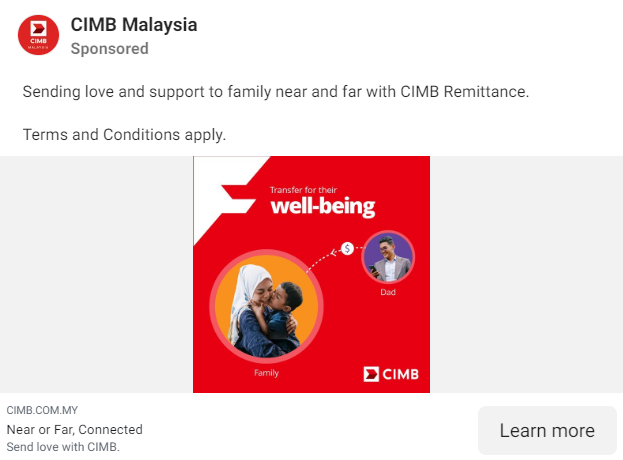 CIMB
MALAYSIA
CIMB Malaysia
Sponsored
Sending love and support to family near and far with CIMB Remittance.
Terms and Conditions apply.
Transfer for their
well-being
$
Dad
Family
CIMB
CIMB.COM.MY
Near or Far, Connected
Send love with CIMB.
Learn more